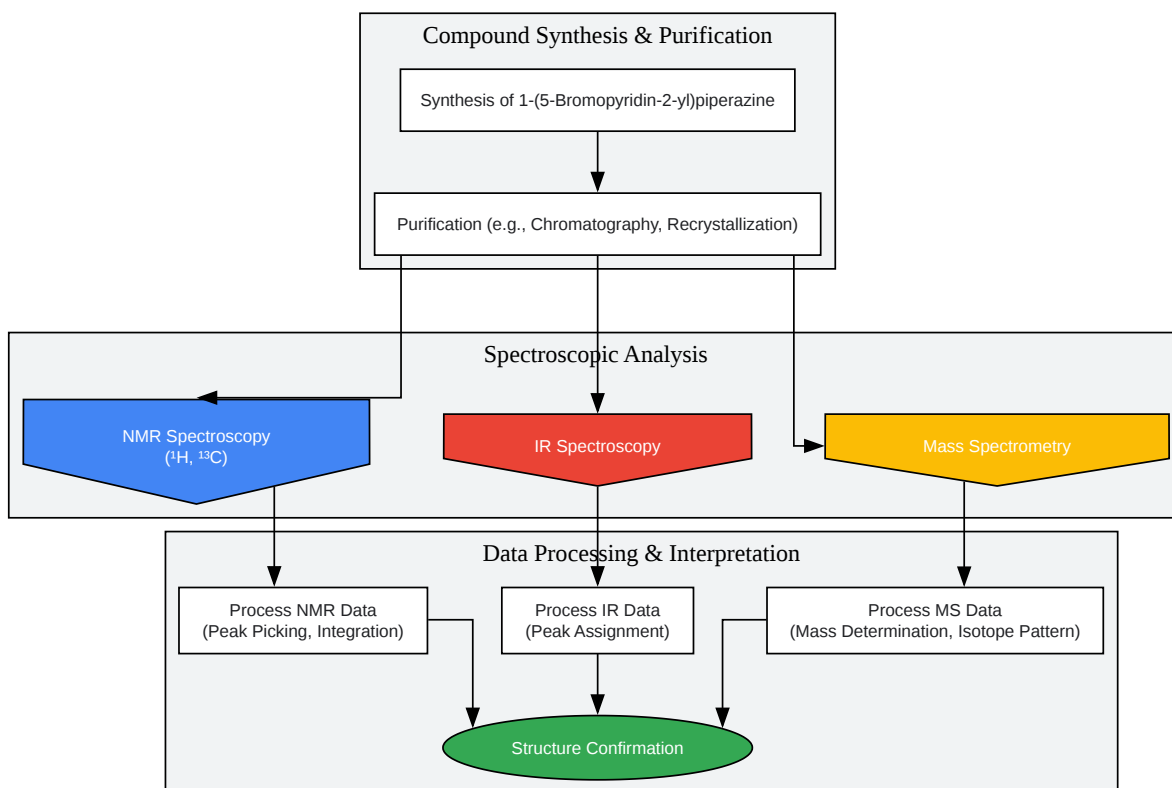 Compound Synthesis & Purification
Synthesis of 1-(5-Bromopyridin-2-yl)piperazine
Purification (e.g., Chromatography, Recrystallization)
Spectroscopic Analysis
NMR Spectroscopy
(¹H, ¹³C)
IR Spectroscopy
Mass Spectrometry
Data Processing & Interpretation
Process NMR Data
(Peak Picking, Integration)
Process IR Data
(Peak Assignment)
Process MS Data
(Mass Determination, Isotope Pattern)
Structure Confirmation